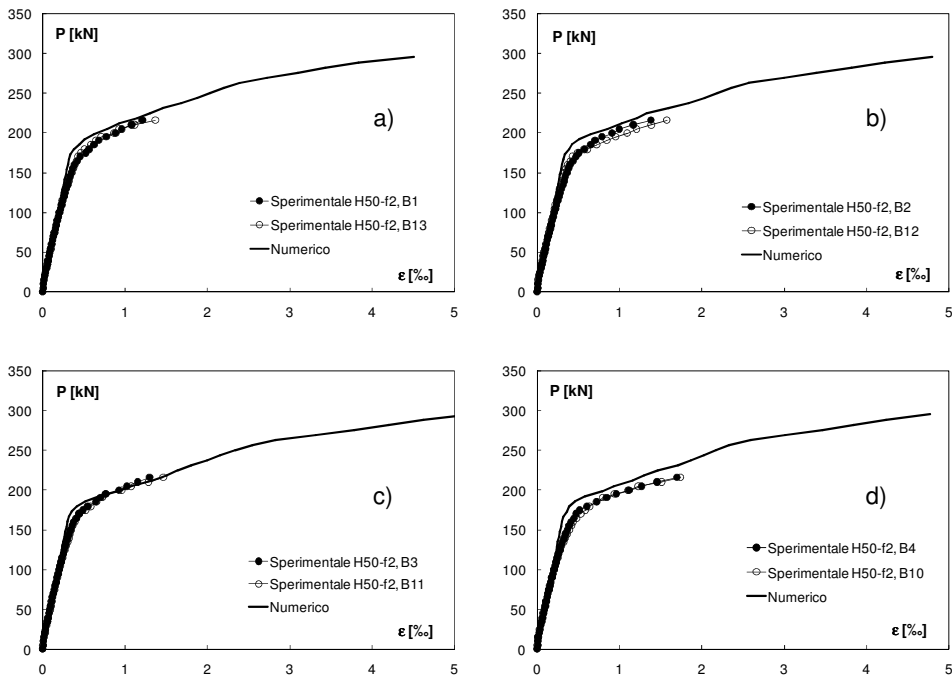 350
P [kN]
300
250
a)
200
150
Sperimentale H50-f2, B1
100
Sperimentale H50-f2, B13
Numerico
50
ε [‰]
0
0 1 2 3 4 5
350
P [kN]
300
250
b)
200
150
Sperimentale H50-f2, B2
100
Sperimentale H50-f2, B12
Numerico
50
ε [‰]
0
0 1 2 3 4 5
350
P [kN]
300
250
c)
200
150
Sperimentale H50-f2, B3
100
Sperimentale H50-f2, B11
Numerico
50
ε [‰]
0
0 1 2 3 4 5
350
P [kN]
300
250
d)
200
150
Sperimentale H50-f2, B4
100
Sperimentale H50-f2, B10
Numerico
50
ε [‰]
0
0 1 2 3 4 5